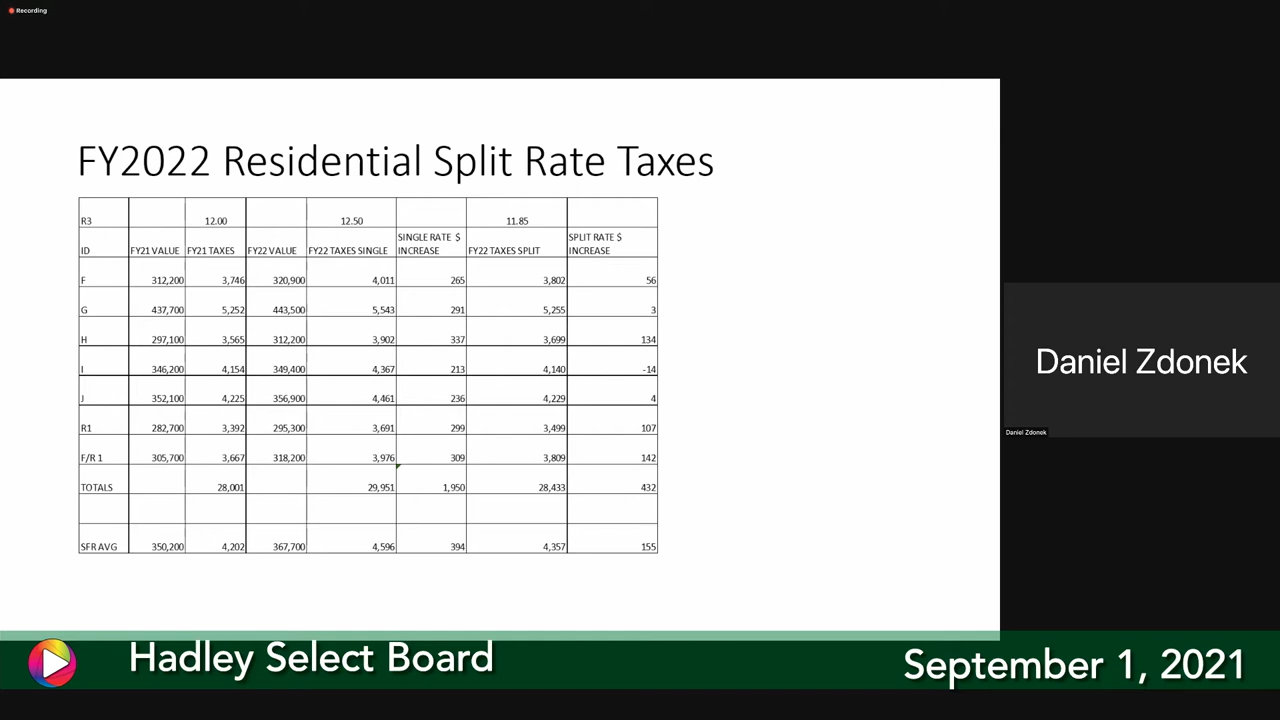 Recording
FY2022 Residential Split Rate Taxes
R3 12.00 12.50 11.85
ID FY21 VALUE FY21 TAXES FY22 VALUE FY22 TAXES SINGLE SINGLE RATE $ INCREASE FY22 TAXES SPLIT SPLIT RATE $ INCREASE
F 312,200 3,746 320,900 4,011 265 3,802 56
G 437,700 5,252 443,500 5,543 291 5,255 3
H 297,100 3,565 312,200 3,902 337 3,699 134
I 346,200 4,154 349,400 4,367 213 4,140 -14
J 352,100 4,225 356,900 4,461 236 4,229 4
R1 282,700 3,392 295,300 3,691 299 3,499 107
F/R 1 305,700 3,667 318,200 3,976 309 3,809 142
TOTALS 28,001 29,951 1,950 28,433 432
SFR AVG 350,200 4,202 367,700 4,596 394 4,357 155
Daniel Zdonek
Daniel Zdonek
Hadley Select Board
September 1, 2021